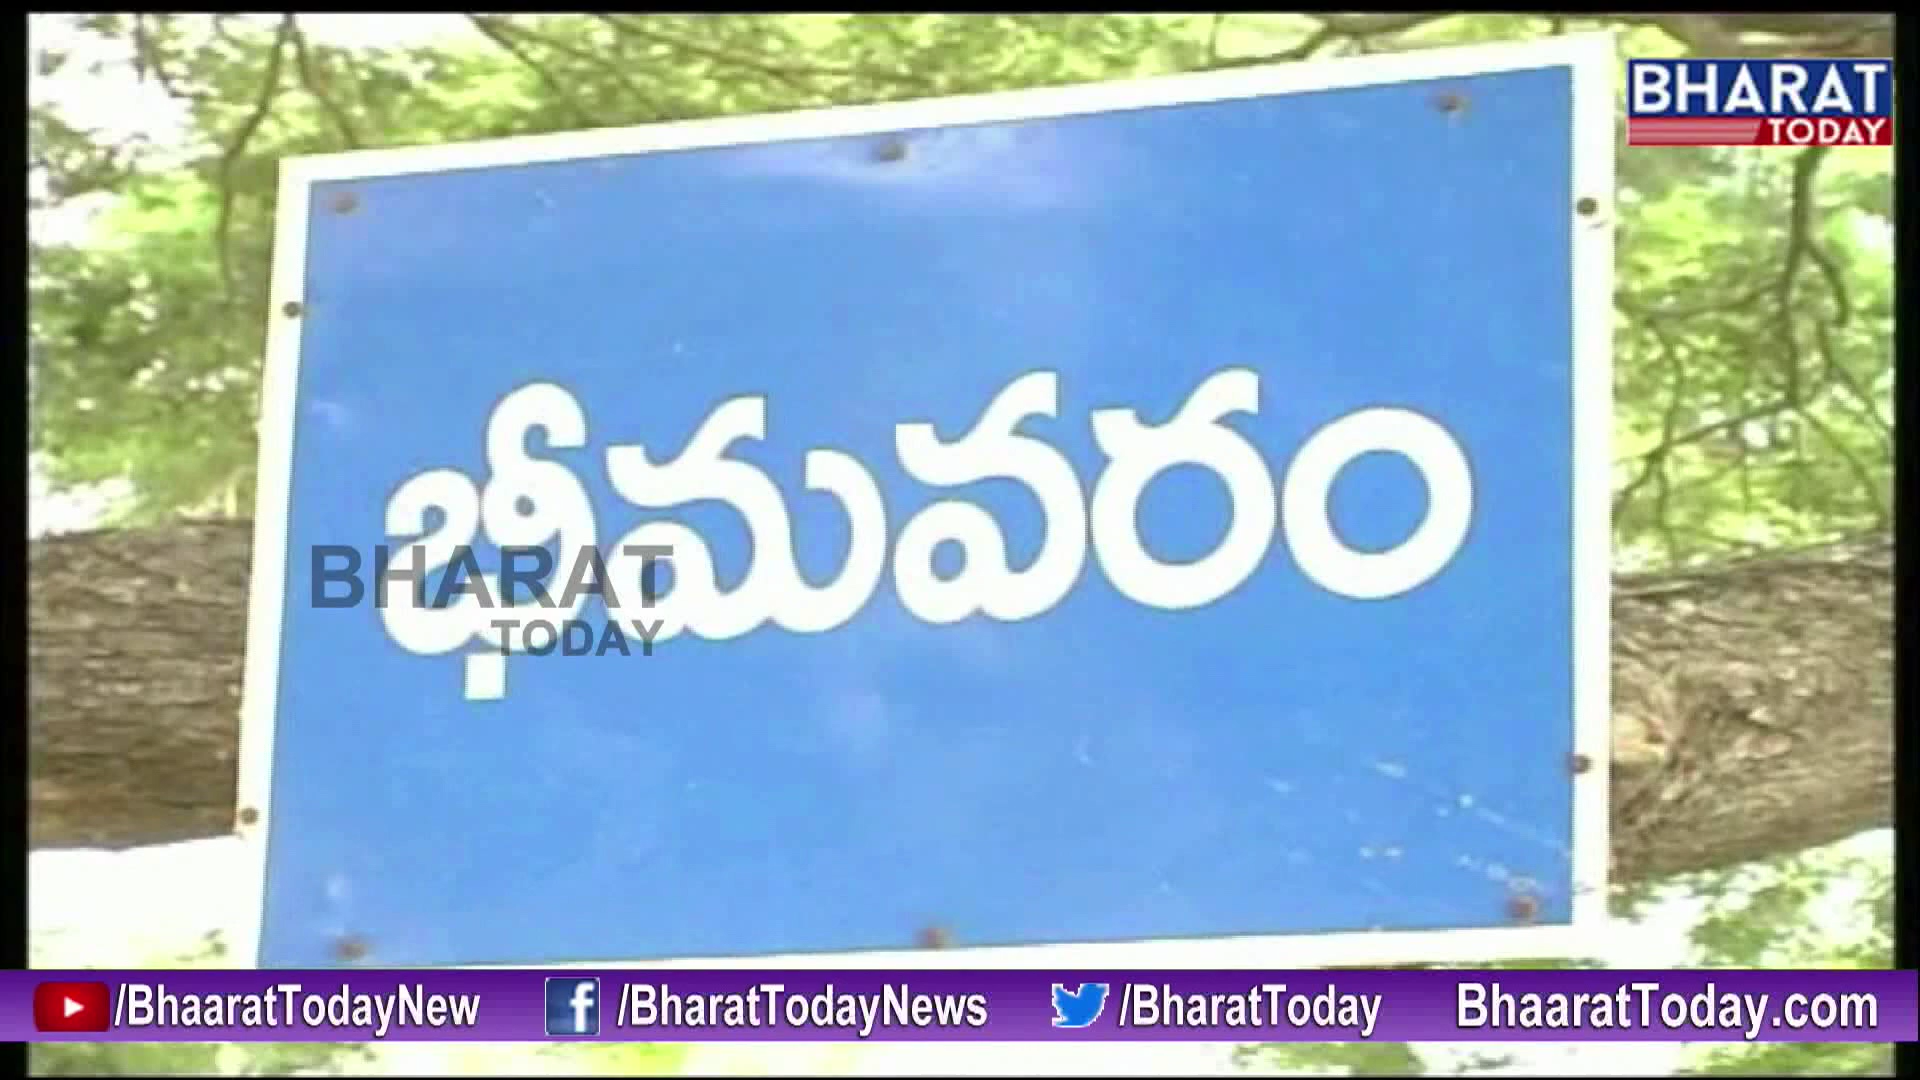 BHARAT
TODAY
భీమవరం
BHARAT
TODAY
/BhaaratTodayNew /BharatTodayNews /BharatToday BhaaratToday.com